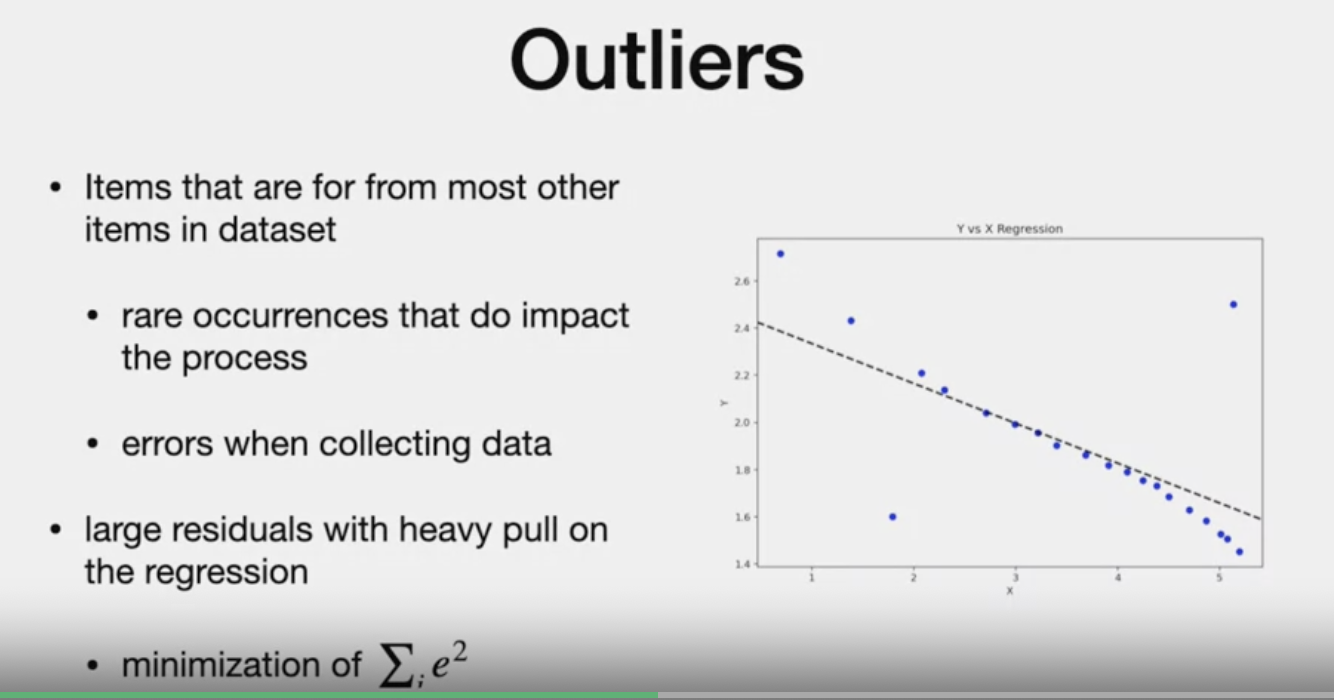 Outliers
• Items that are for from most other
items in dataset
• rare occurrences that do impact
the process
• errors when collecting data
• large residuals with heavy pull on
the regression
• minimization of ∑ᵢ e²
Y vs X Regression
2.6
2.4
2.2
2.0
1.8
1.6
1.4
Y
1 2 3 4 5
X